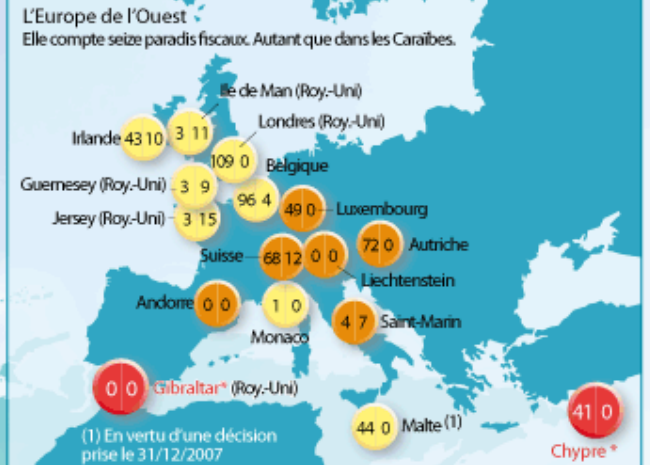 L'Europe de l'Ouest
Elle compte seize paradis fiscaux. Autant que dans les Caraïbes.
Ile de Man (Roy.-Uni)
Londres (Roy.-Uni)
Irlande 43 10
3 11
109 0
Belgique
Guernesey (Roy.-Uni) 3 9
96 4
49 0 Luxembourg
Jersey (Roy.-Uni) 3 15
72 0 Autriche
Suisse 68 12
0 0
Liechtenstein
Andorre 0 0
1 0
4 7 Saint-Marin
Monaco
0 0 Gibraltar* (Roy.-Uni)
41 0
44 0 Malte (1)
(1) En vertu d'une décision
prise le 31/12/2007
Chypre *